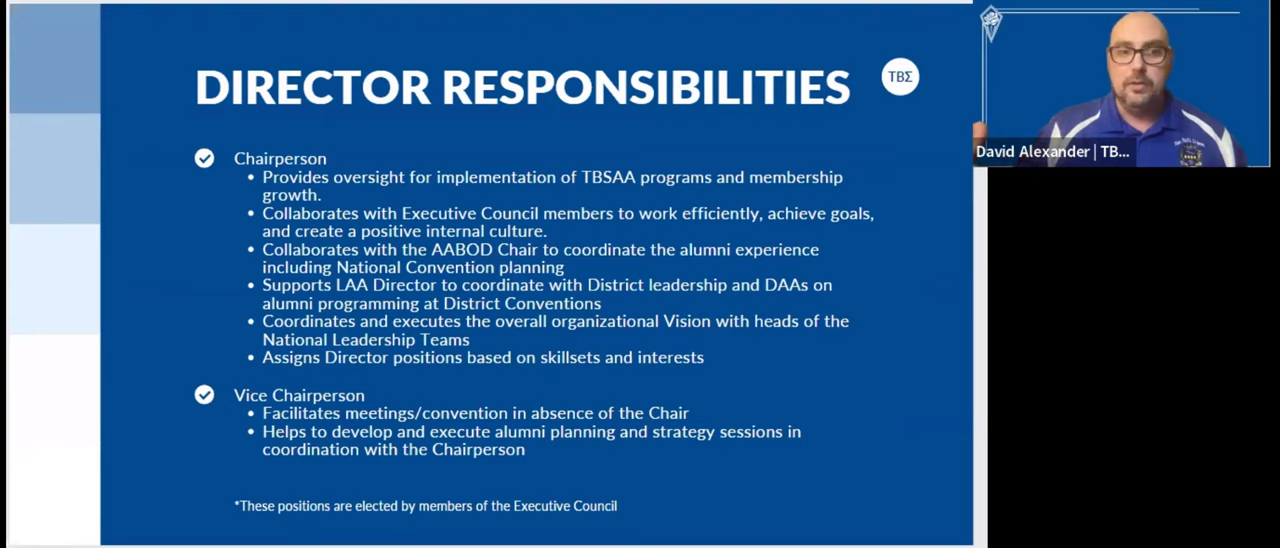 DIRECTOR RESPONSIBILITIES
ΤΒΣ
Chairperson
• Provides oversight for implementation of TBSAA programs and membership
growth.
• Collaborates with Executive Council members to work efficiently, achieve goals,
and create a positive internal culture.
• Collaborates with the AABOD Chair to coordinate the alumni experience
including National Convention planning
• Supports LAA Director to coordinate with District leadership and DAAs on
alumni programming at District Conventions
• Coordinates and executes the overall organizational Vision with heads of the
National Leadership Teams
• Assigns Director positions based on skillsets and interests
Vice Chairperson
• Facilitates meetings/convention in absence of the Chair
• Helps to develop and execute alumni planning and strategy sessions in
coordination with the Chairperson
*These positions are elected by members of the Executive Council
David Alexander | TB...